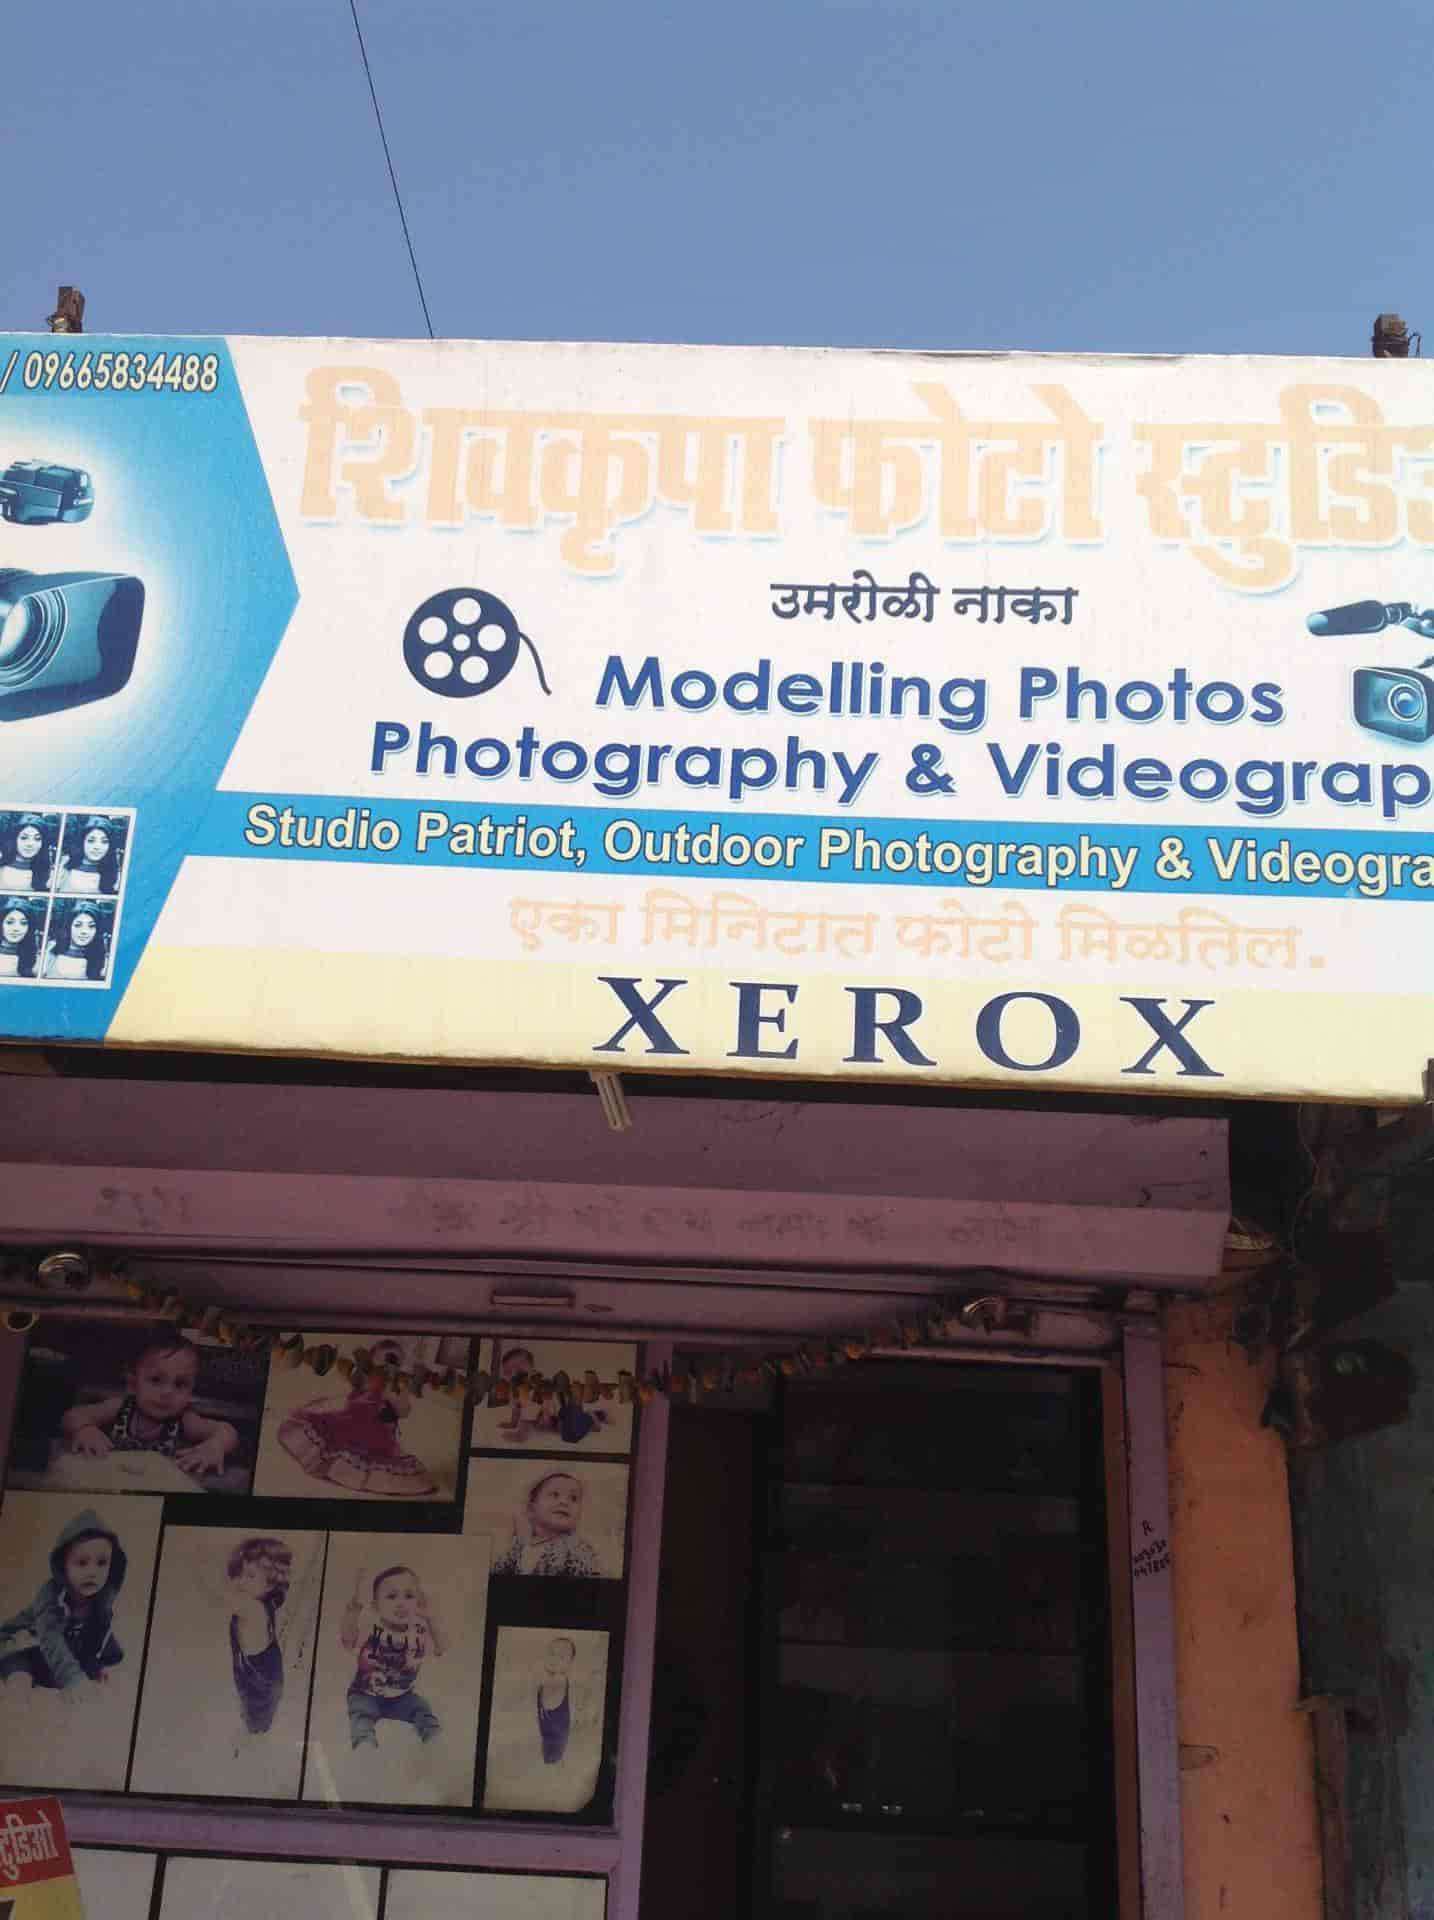 / 09665834488
शिवकृपा फोटो स्टुडिओ
उमरोळी नाका
Modelling Photos
Photography & Videograp
Studio Patriot, Outdoor Photography & Videogra
एका मिनिटात फोटो मिळतिल.
XEROX
टुडिओ